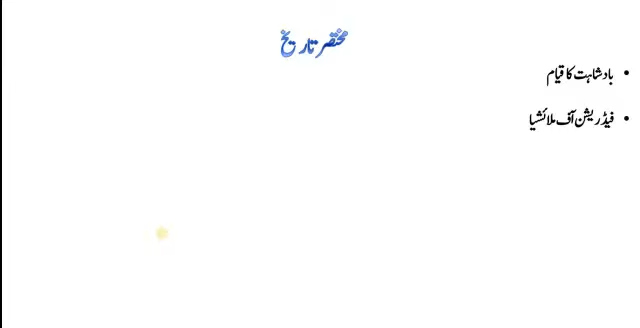 مختصر تاریخ
• بادشاہت کا قیام
• فیڈریشن آف ملائشیا